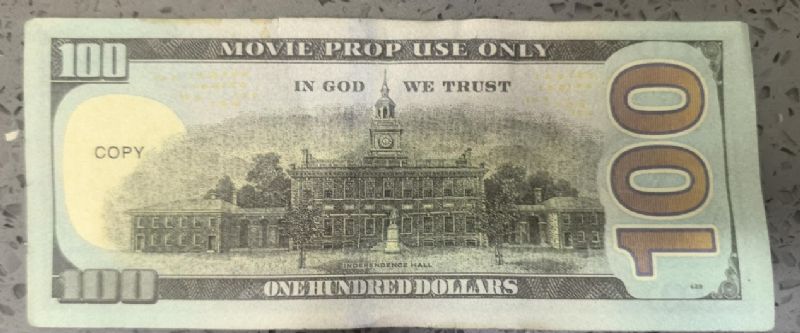 100
MOVIE PROP USE ONLY
IN GOD WE TRUST
COPY
100
INDEPENDENCE HALL
100
ONE HUNDRED DOLLARS